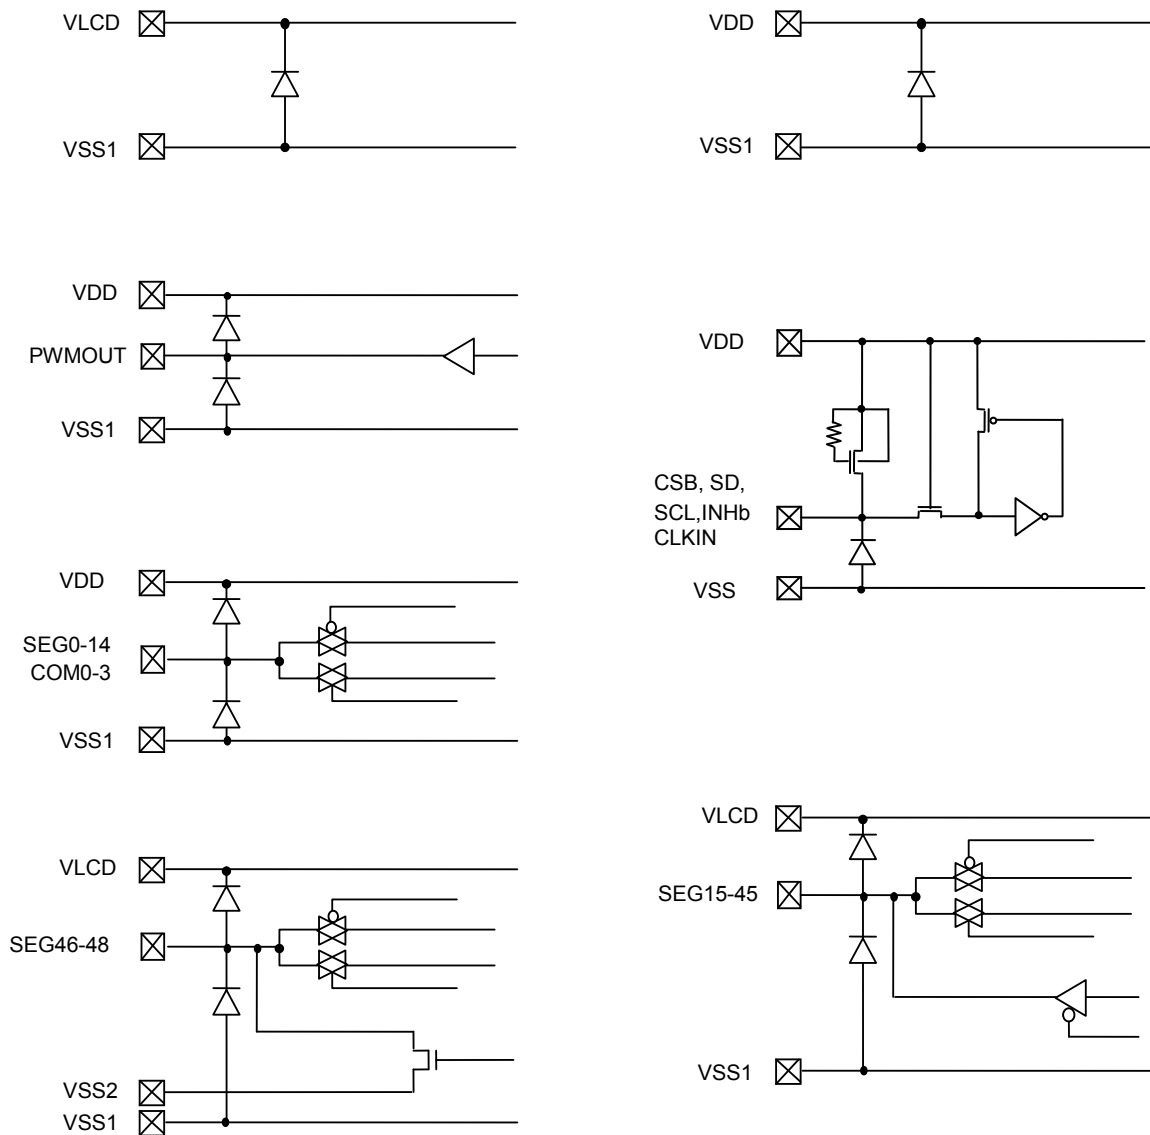 VLCD
VSS1
VDD
VSS1
VDD
PWMOUT
VSS1
VDD
CSB, SD,
SCL,INHb
CLKIN
VSS
VDD
SEG0-14
COM0-3
VSS1
VLCD
SEG46-48
VSS2
VSS1
VLCD
SEG15-45
VSS1